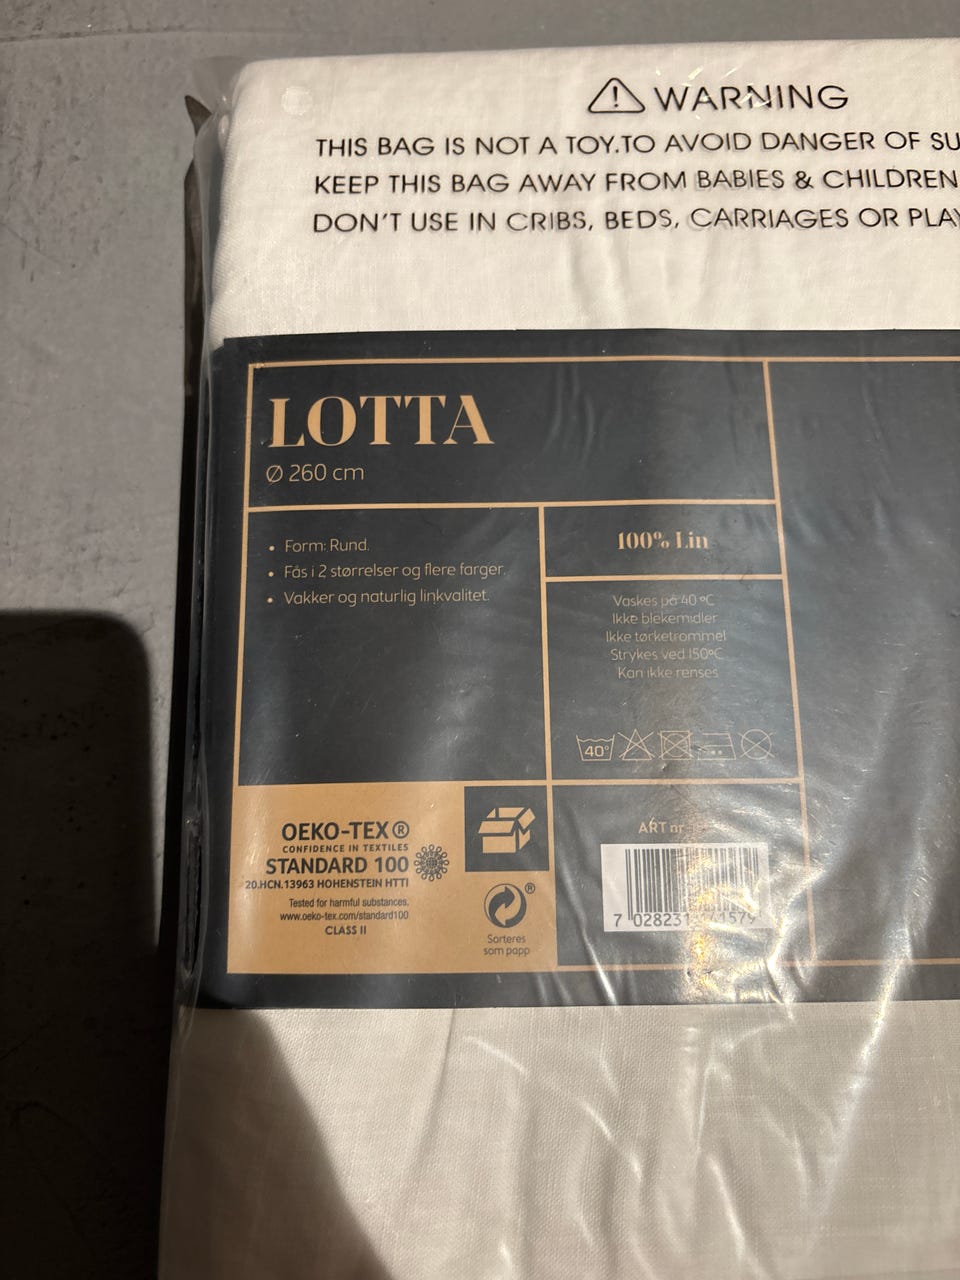 WARNING
THIS BAG IS NOT A TOY.TO AVOID DANGER OF SU
KEEP THIS BAG AWAY FROM BABIES & CHILDREN
DON'T USE IN CRIBS, BEDS, CARRIAGES OR PLAY
LOTTA
Ø 260 cm
• Form: Rund.
• Fås i 2 størrelser og flere farger.
• Vakker og naturlig linkvalitet.
100% Lin
Vaskes på 40 °C
Ikke blekemidler
Ikke tørketrommel
Strykes ved 150°C
Kan ikke renses
40°
OEKO-TEX®
CONFIDENCE IN TEXTILES
STANDARD 100
20.HCN.13963 HOHENSTEIN HTTI
Tested for harmful substances.
www.oeko-tex.com/standard100
CLASS II
®
Sorteres
som papp
ART nr
7 028231